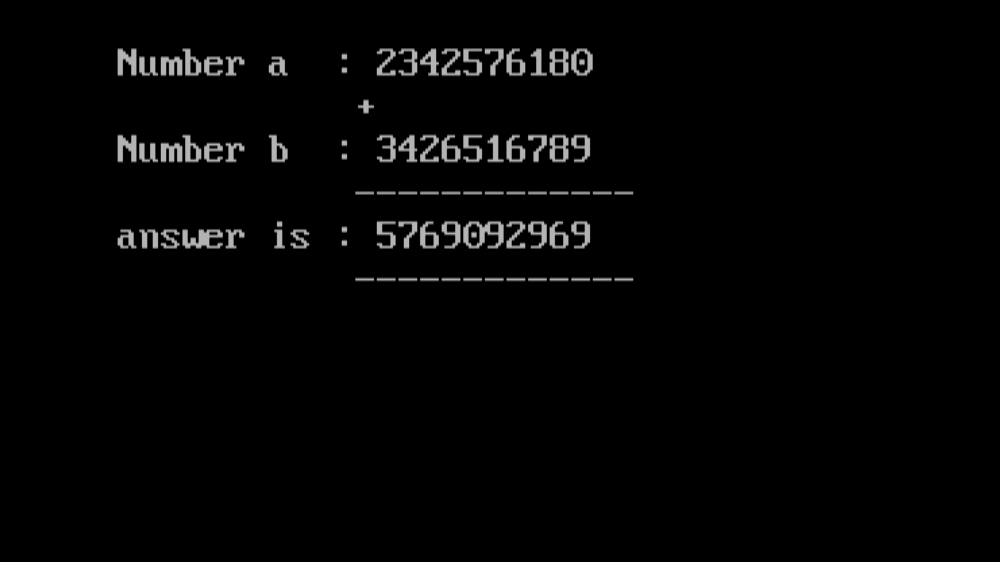 Number a : 2342576180
+
Number b : 3426516789
-------------
answer is : 5769092969
-------------